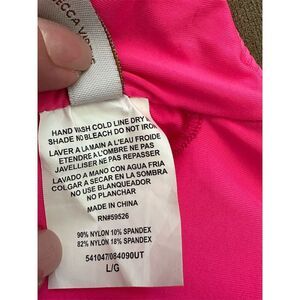 HAND WASH COLD LINE DRY
SHADE NO BLEACH DO NOT IRON
LAVER A LA MAIN A L'EAU FROID
ETENDRE A L'OMBRE NE PAS
JAVELLISER NE PAS REPASSER
LAVADO A MANO CON AGUA FRIA
COLGAR A SECAR EN LA SOMBRA
NO USE BLANQUEADOR
NO PLANCHAR
MADE IN CHINA
RN#59526
90% NYLON 10% SPANDEX
82% NYLON 18% SPANDEX
541047/084090UT
L/G